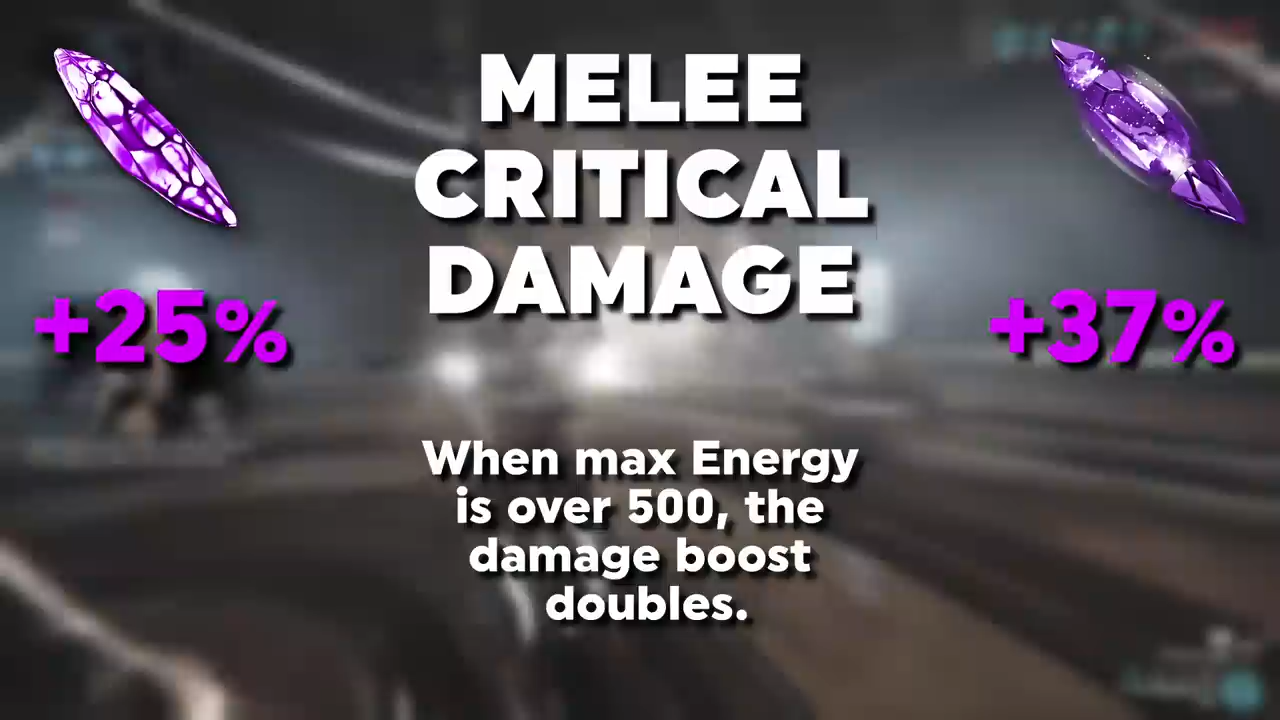 MELEE
CRITICAL
DAMAGE
+25%
+37%
When max Energy
is over 500, the
damage boost
doubles.